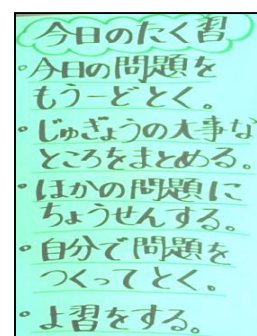 今日のたく習
・今日の問題を
もう一どとく。
・じゅぎょうの大事な
ところをまとめる。
・ほかの問題に
ちょうせんする。
・自分で問題を
つくってとく。
・よ習をする。